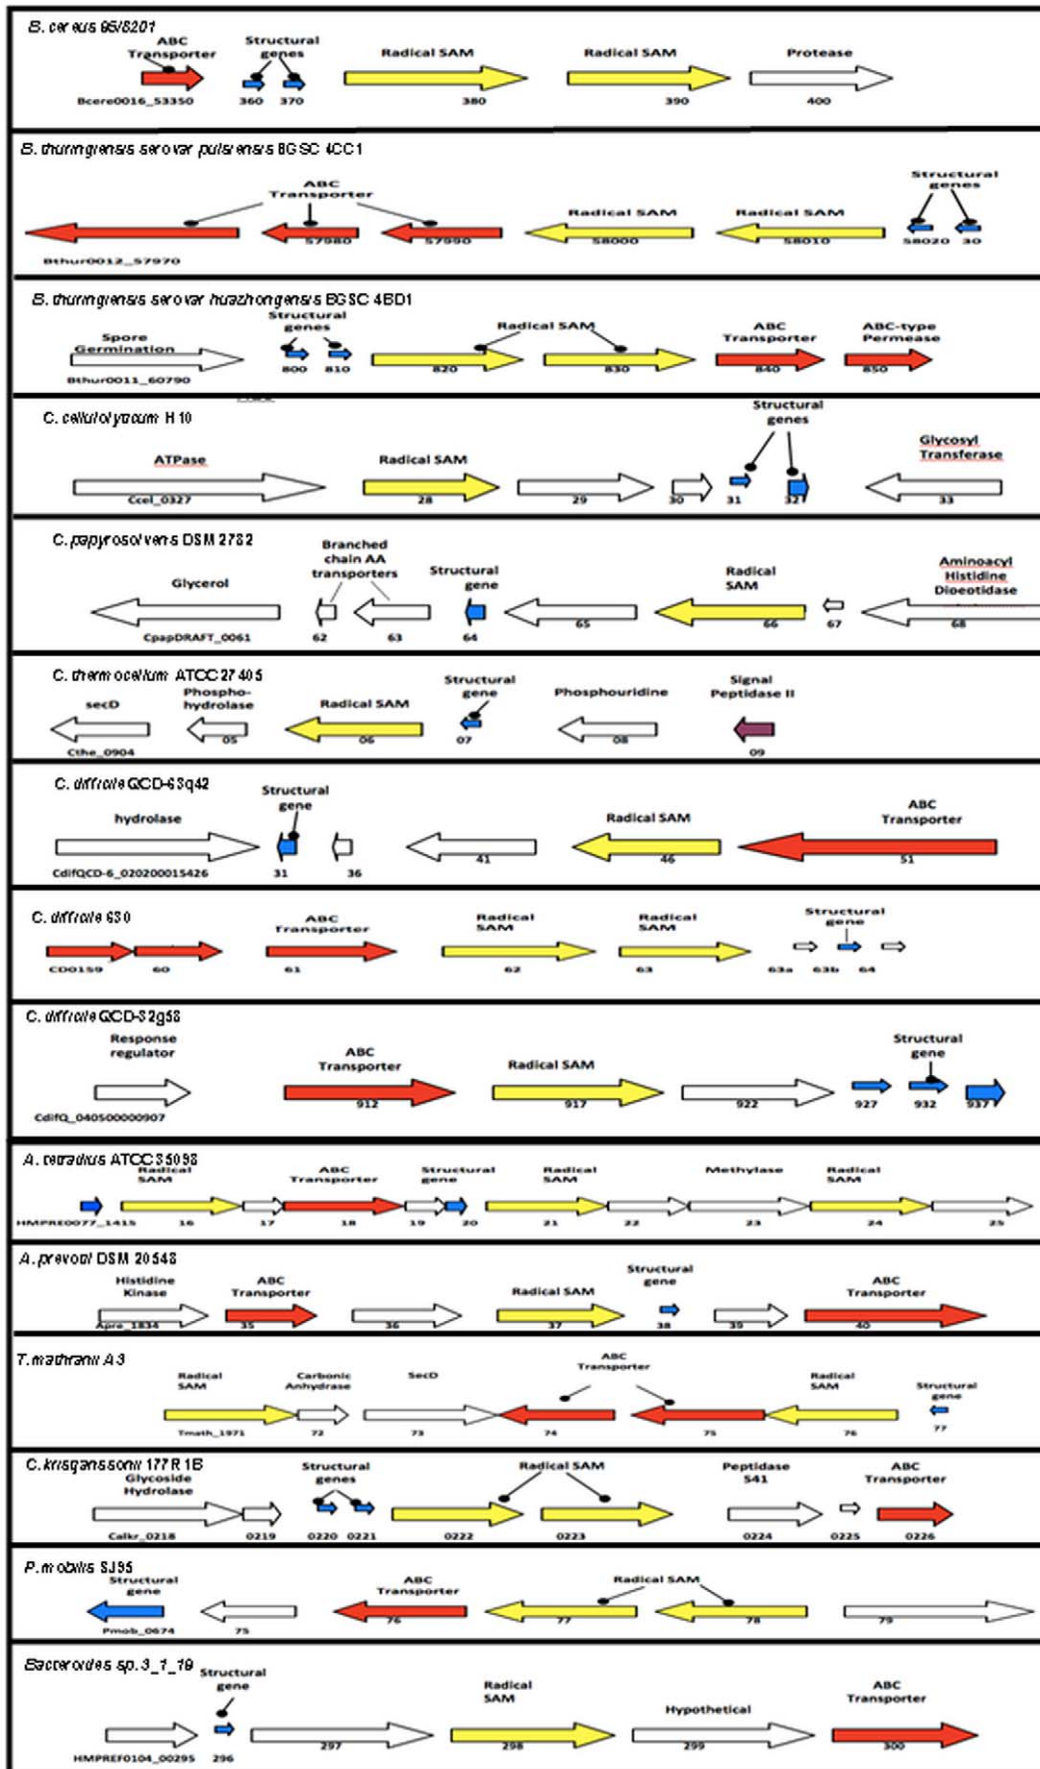 B. cereus 95/8201
ABC Transporter
Structural genes
Radical SAM
Radical SAM
Protease
Bcere0016_53350
360
370
380
390
400
B. thuringiensis serovar pulsiensis BGSC 4CC1
ABC Transporter
Radical SAM
Radical SAM
Structural genes
Bthur0012_57970
57980
57990
58000
58010
58020
30
B. thuringiensis serovar huazhongensis BGSC 4BD1
Spore Germination
Structural genes
Radical SAM
ABC Transporter
ABC-type Permease
Bthur0011_60790
800
810
820
830
840
850
C. cellulolyticum H10
ATPase
Radical SAM
Structural genes
Glycosyl Transferase
Ccel_0327
28
29
30
31
32
33
C. papyrosolvens DSM 2782
Glycerol
Branched chain AA transporters
Structural gene
Radical SAM
Aminoacyl Histidine Dipeotidase
CpapDRAFT_0061
62
63
64
65
66
67
68
C. thermocellum ATCC 27405
secD
Phospho-hydrolase
Radical SAM
Structural gene
Phosphouridine
Signal Peptidase II
Cthe_0904
05
06
07
08
09
C. difficile QCD-63q42
hydrolase
Structural gene
Radical SAM
ABC Transporter
CdifQCD-6_020200015426
31
36
41
46
51
C. difficile 630
ABC Transporter
Radical SAM
Radical SAM
Structural gene
CD0159
60
61
62
63
63a
63b
64
C. difficile QCD-32g58
Response regulator
ABC Transporter
Radical SAM
Structural gene
CdifQ_040500000907
912
917
922
927
932
937
A. tetradius ATCC 35098
Radical SAM
ABC Transporter
Structural gene
Radical SAM
Methylase
Radical SAM
HMPRE0077_1415
16
17
18
19
20
21
22
23
24
25
A. prevotii DSM 20548
Histidine Kinase
ABC Transporter
Radical SAM
Structural gene
ABC Transporter
Apre_1834
35
36
37
38
39
40
T. mathranii A3
Radical SAM
Carbonic Anhydrase
SecD
ABC Transporter
Radical SAM
Structural gene
Tmath_1971
72
73
74
75
76
77
C. krisganssonii 177R1B
Glycoside Hydrolase
Structural genes
Radical SAM
Peptidase S41
ABC Transporter
Calkr_0218
0219
0220
0221
0222
0223
0224
0225
0226
P. mobilis SJ95
Structural gene
ABC Transporter
Radical SAM
Pmob_0674
75
76
77
78
79
Bacteroides sp. 3_1_19
Structural gene
Radical SAM
Hypothetical
ABC Transporter
HMPREF0104_00295
296
297
298
299
300